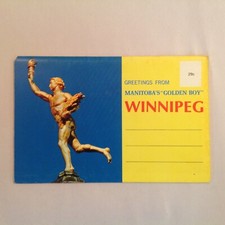 GREETINGS FROM
MANITOBA'S "GOLDEN BOY"
WINNIPEG